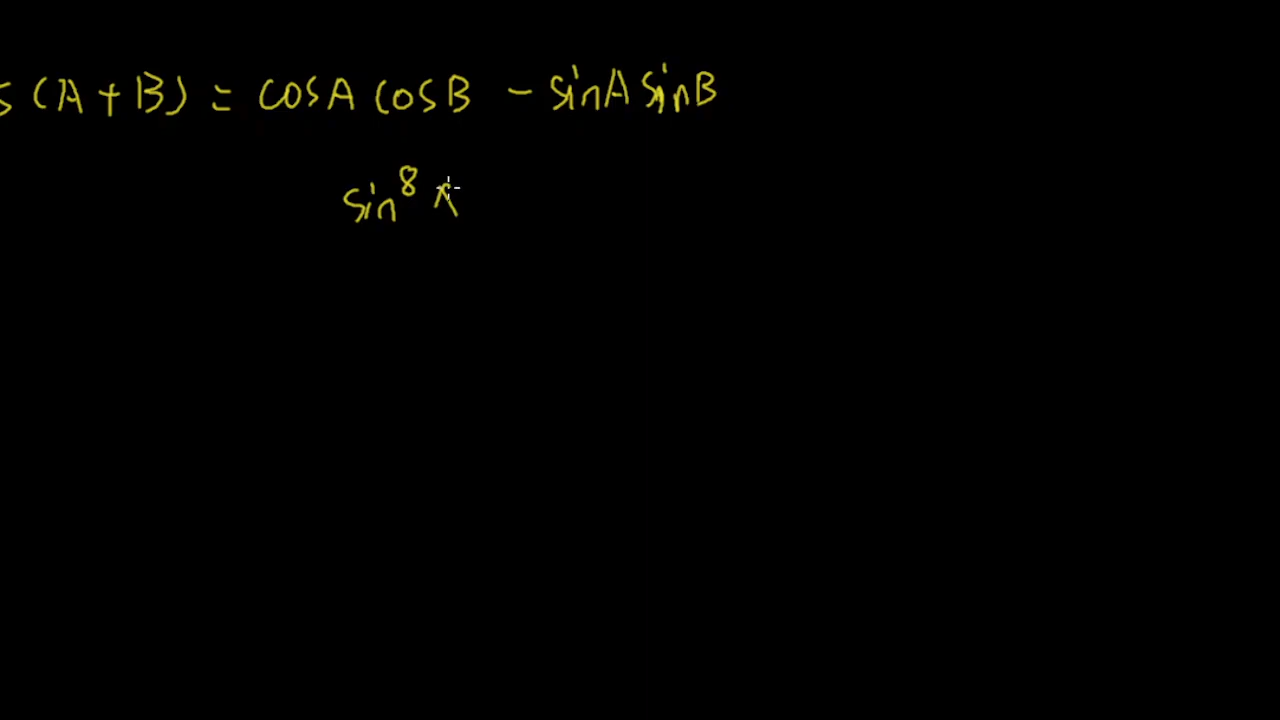 s (A + B) = cosA cosB - sinA sinB
sin⁸